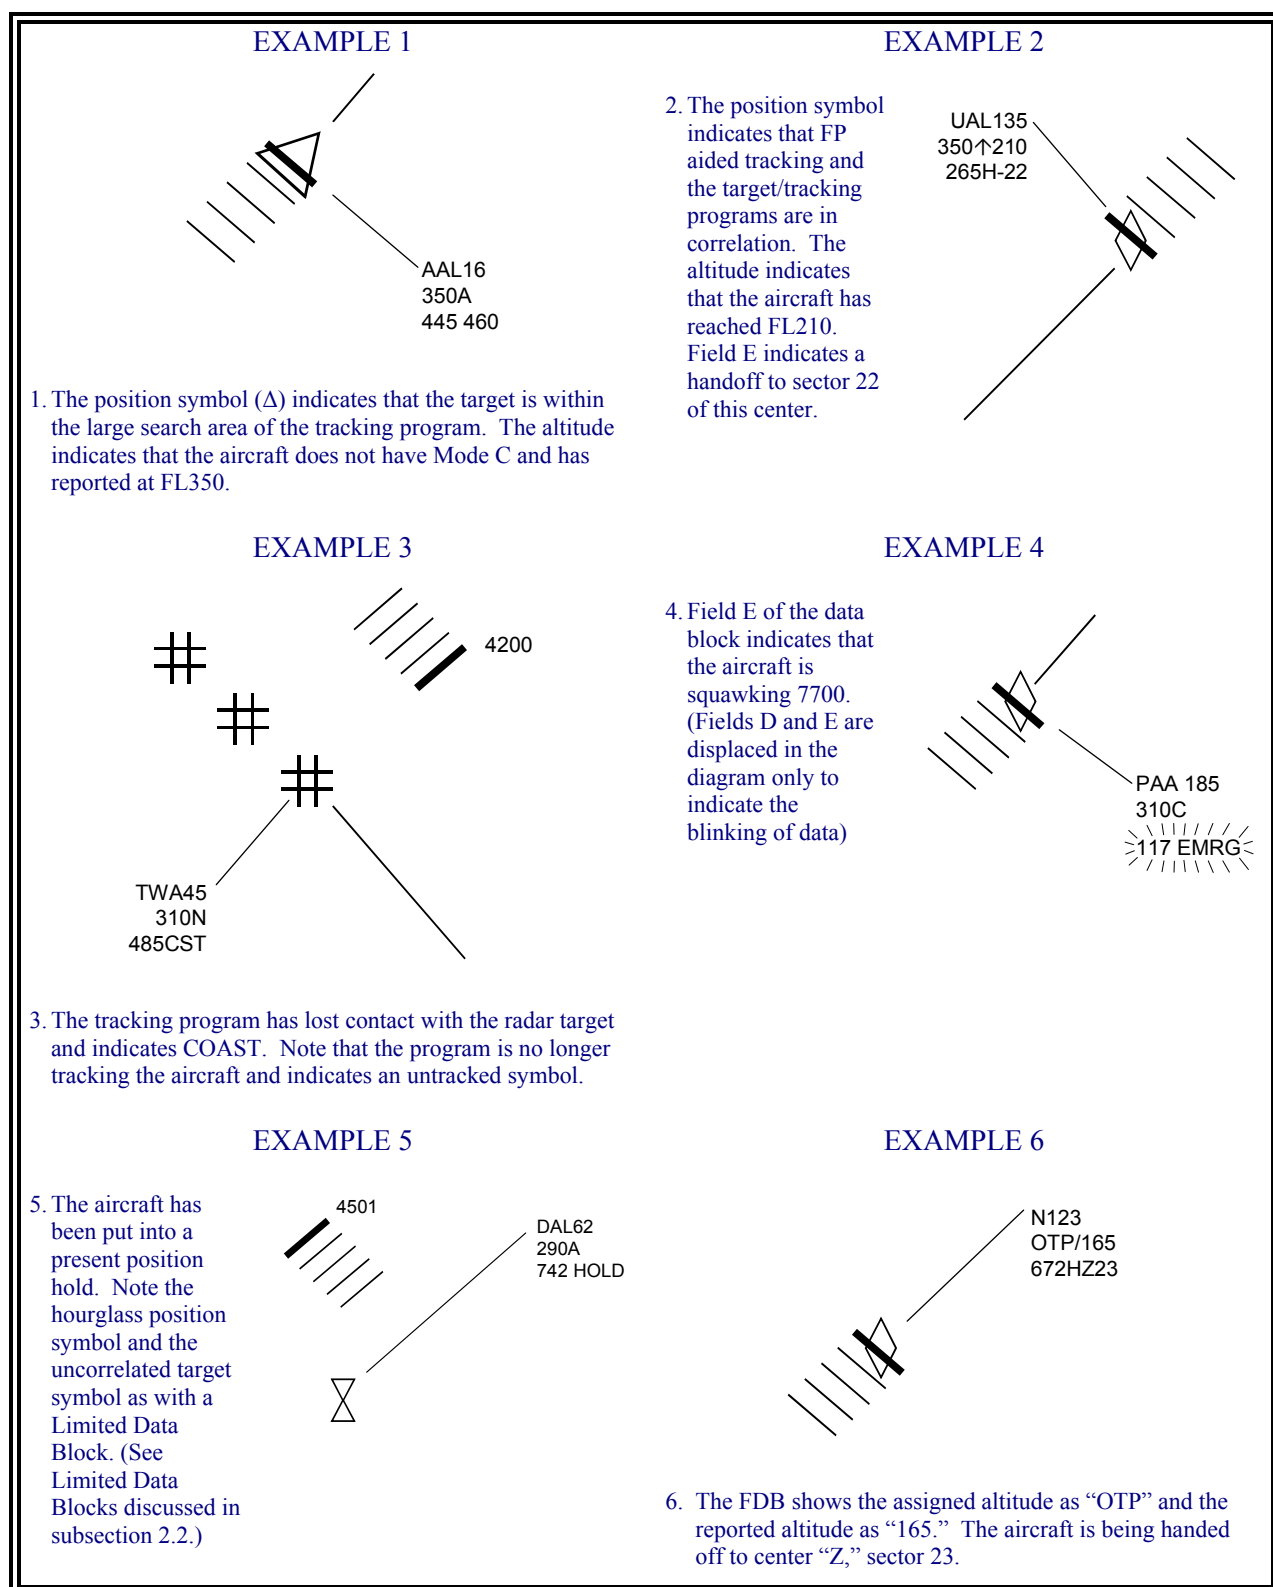 EXAMPLE 1
AAL16
350A
445 460
1. The position symbol (Δ) indicates that the target is within
the large search area of the tracking program. The altitude
indicates that the aircraft does not have Mode C and has
reported at FL350.
EXAMPLE 2
2. The position symbol
indicates that FP
aided tracking and
the target/tracking
programs are in
correlation. The
altitude indicates
that the aircraft has
reached FL210.
Field E indicates a
handoff to sector 22
of this center.
UAL135
350↑210
265H-22
EXAMPLE 3
4200
TWA45
310N
485CST
3. The tracking program has lost contact with the radar target
and indicates COAST. Note that the program is no longer
tracking the aircraft and indicates an untracked symbol.
EXAMPLE 4
4. Field E of the data
block indicates that
the aircraft is
squawking 7700.
(Fields D and E are
displaced in the
diagram only to
indicate the
blinking of data)
PAA 185
310C
117 EMRG
EXAMPLE 5
5. The aircraft has
been put into a
present position
hold. Note the
hourglass position
symbol and the
uncorrelated target
symbol as with a
Limited Data
Block. (See
Limited Data
Blocks discussed in
subsection 2.2.)
4501
DAL62
290A
742 HOLD
EXAMPLE 6
N123
OTP/165
672HZ23
6. The FDB shows the assigned altitude as “OTP” and the
reported altitude as “165.” The aircraft is being handed
off to center “Z,” sector 23.